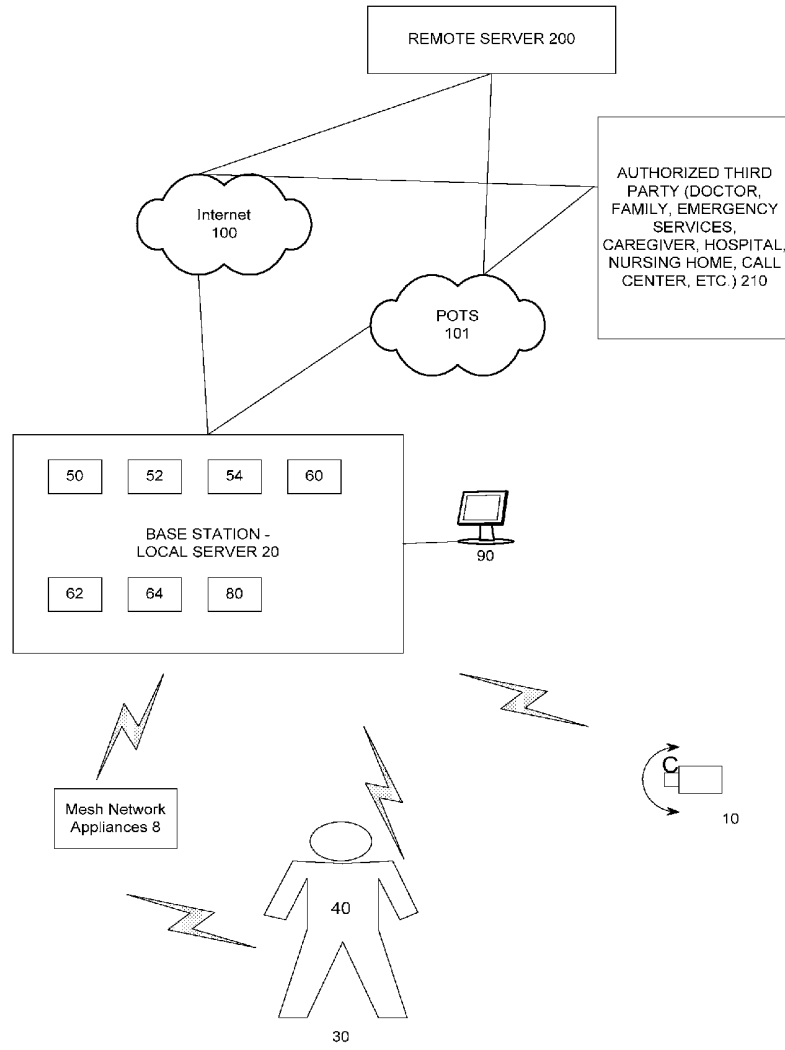 REMOTE SERVER 200
AUTHORIZED THIRD
PARTY (DOCTOR,
FAMILY, EMERGENCY
SERVICES,
CAREGIVER, HOSPITAL,
NURSING HOME, CALL
CENTER, ETC.) 210
Internet
100
POTS
101
50 52 54 60
BASE STATION -
LOCAL SERVER 20
90
62 64 80
Mesh Network
Appliances 8
C
10
40
30